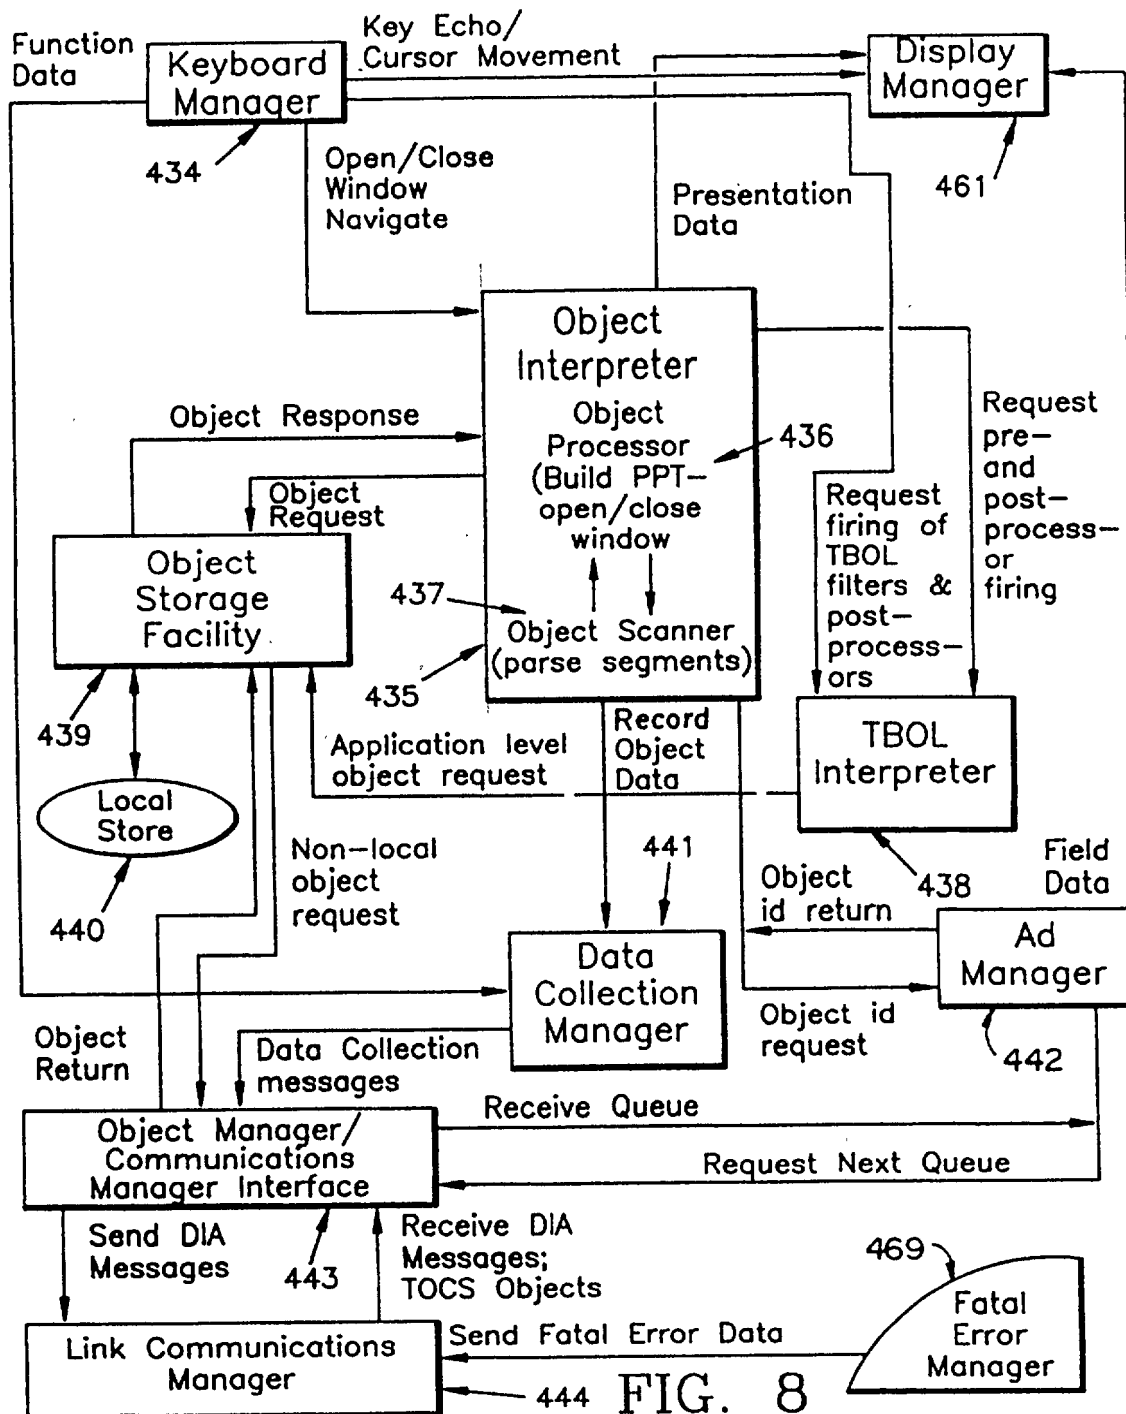 Function
Data
Keyboard
Manager
Key Echo/
Cursor Movement
Display
Manager
434
461
Open/Close
Window
Navigate
Presentation
Data
Object
Interpreter
Object
Processor
(Build PPT-
open/close
window
436
Object Response
Object
Request
Request
pre-
and
post-
process-
or
firing
Request
firing of
TBOL
filters &
post-
process-
ors
Object
Storage
Facility
437
Object Scanner
(parse segments)
435
439
Application level
object request
Record
Object
Data
TBOL
Interpreter
Local
Store
440
Non-local
object
request
441
438
Field
Data
Object
id return
Ad
Manager
Data
Collection
Manager
Object id
request
442
Object
Return
Data Collection
messages
Receive Queue
Object Manager/
Communications
Manager Interface
Request Next Queue
Send DIA
Messages
443
Receive DIA
Messages;
TOCS Objects
469
Fatal
Error
Manager
Link Communications
Manager
Send Fatal Error Data
444
FIG. 8